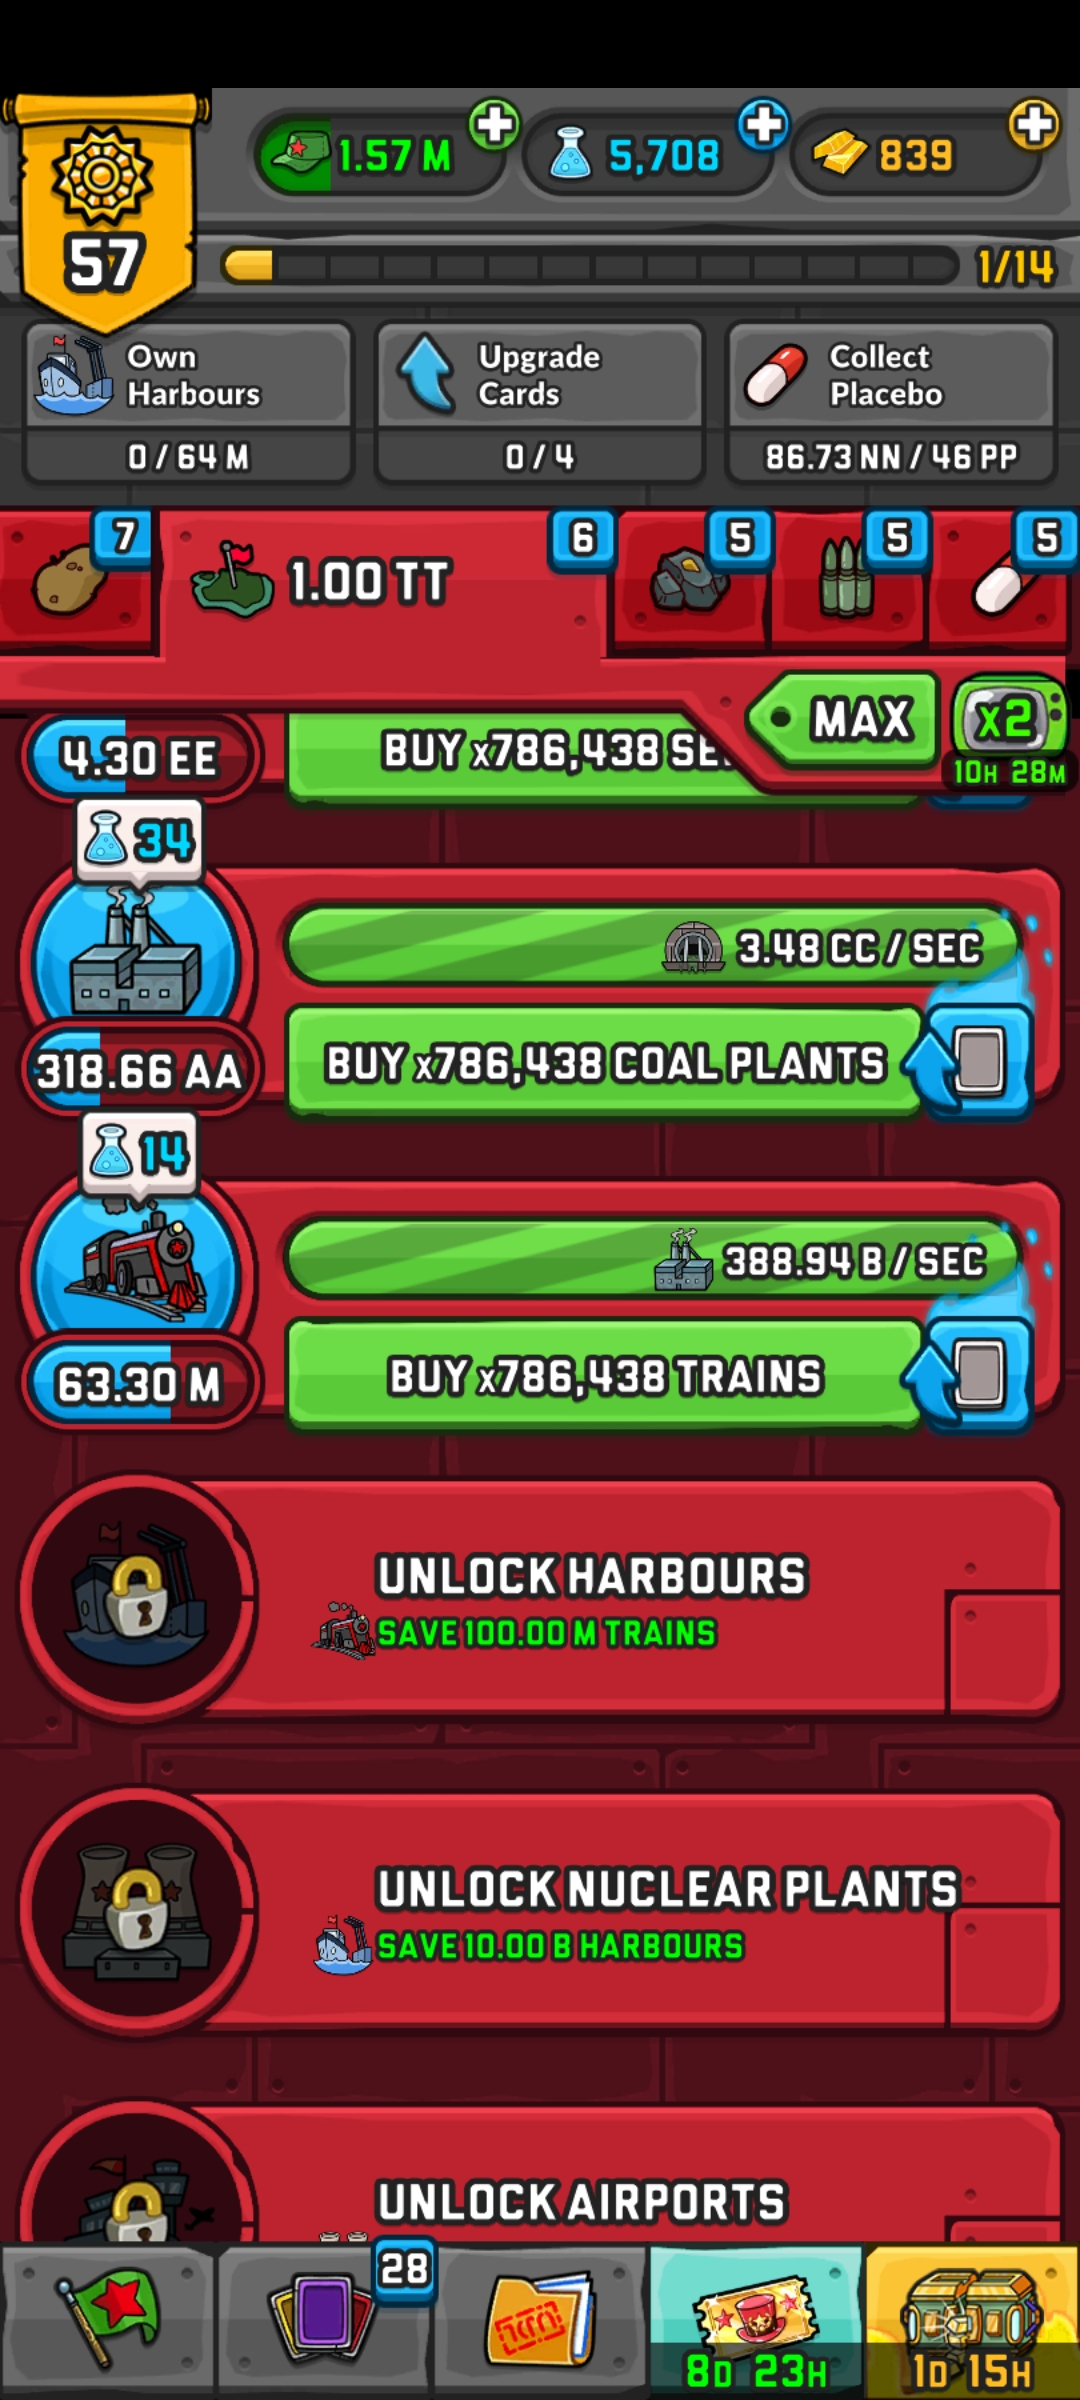 1.57 M
5,708
839
57
1/14
Own
Harbours
0 / 64 M
Upgrade
Cards
0 / 4
Collect
Placebo
86.73 NN / 46 PP
7
1.00 TT
6
5
5
5
MAX
x2
10H 28M
4.30 EE
BUY x786,438
34
3.48 CC / SEC
318.66 AA
BUY x786,438 COAL PLANTS
14
388.94 B / SEC
63.30 M
BUY x786,438 TRAINS
UNLOCK HARBOURS
SAVE 100.00 M TRAINS
UNLOCK NUCLEAR PLANTS
SAVE 10.00 B HARBOURS
UNLOCK AIRPORTS
28
8D 23H
1D 15H